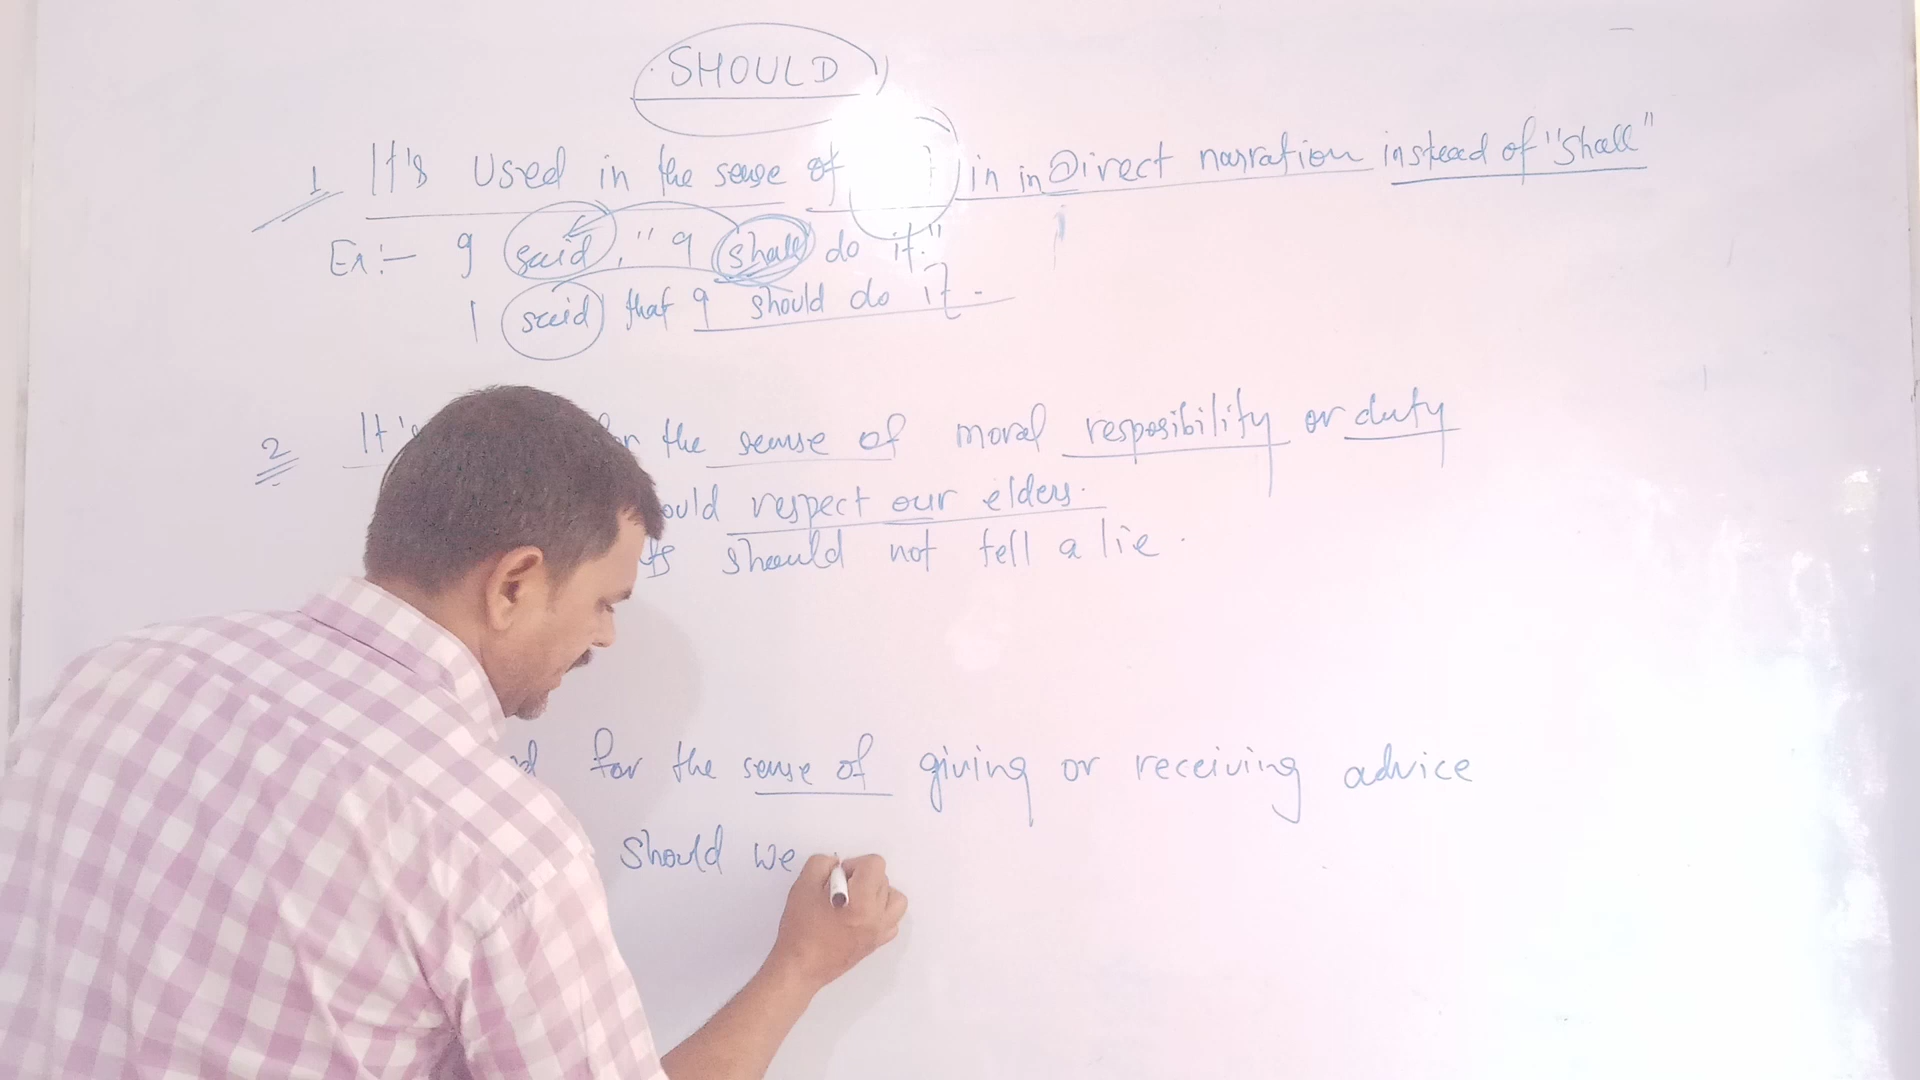 SHOULD
1 It's used in the sense of in inDirect narration instead of "shall"
Ex:- I said, "I shall do it."
I said that I should do it.
2 It's the sense of moral resposibility or duty
ould respect our elders.
should not tell a lie.
for the sense of giving or receiving advice
Should we